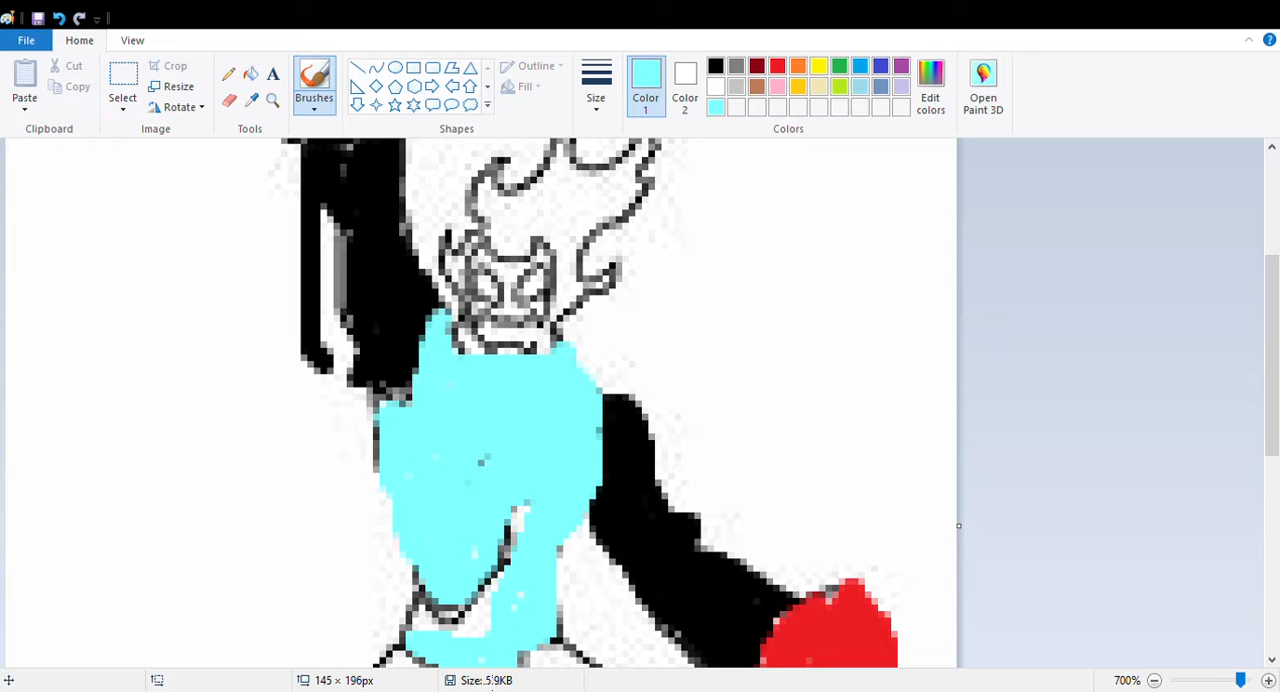 File Home View
Paste
Cut
Copy
Clipboard
Select
Crop
Resize
Rotate
Image
A
Tools
Brushes
Outline
Fill
Shapes
Size
Color 1
Color 2
Edit colors
Colors
Open Paint 3D
145 × 196px
Size: 5.9KB
700%